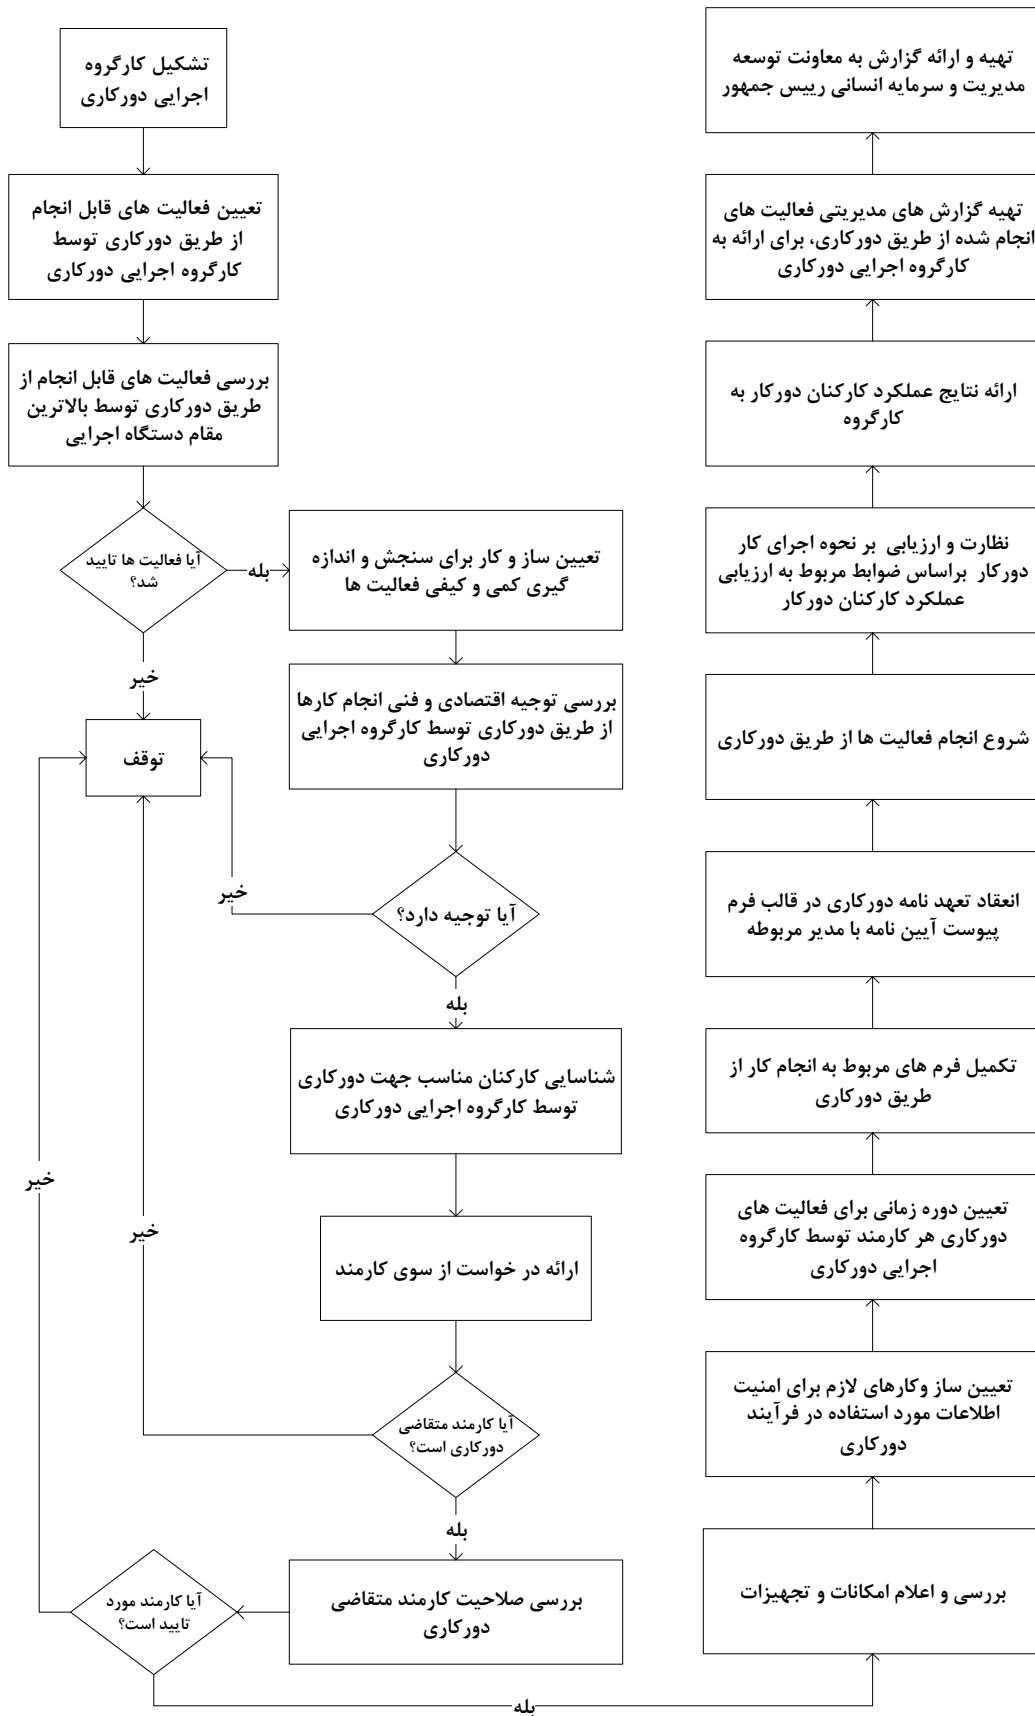 تشکیل کارگروه
اجرایی دورکاری
تعیین فعالیت های قابل انجام
از طریق دورکاری توسط
کارگروه اجرایی دورکاری
بررسی فعالیت های قابل انجام از
طریق دورکاری توسط بالاترین
مقام دستگاه اجرایی
آیا فعالیت ها تایید
شد؟
بله
خیر
توقف
تعیین ساز و کار برای سنجش و اندازه
گیری کمی و کیفی فعالیت ها
بررسی توجیه اقتصادی و فنی انجام کارها
از طریق دورکاری توسط کارگروه اجرایی
دورکاری
آیا توجیه دارد؟
خیر
بله
شناسایی کارکنان مناسب جهت دورکاری
توسط کارگروه اجرایی دورکاری
ارائه در خواست از سوی کارمند
آیا کارمند متقاضی
دورکاری است؟
خیر
بله
بررسی صلاحیت کارمند متقاضی
دورکاری
آیا کارمند مورد
تایید است؟
خیر
بله
بررسی و اعلام امکانات و تجهیزات
تعیین ساز وکارهای لازم برای امنیت
اطلاعات مورد استفاده در فرآیند
دورکاری
تعیین دوره زمانی برای فعالیت های
دورکاری هر کارمند توسط کارگروه
اجرایی دورکاری
تکمیل فرم های مربوط به انجام کار از
طریق دورکاری
انعقاد تعهد نامه دورکاری در قالب فرم
پیوست آیین نامه با مدیر مربوطه
شروع انجام فعالیت ها از طریق دورکاری
نظارت و ارزیابی بر نحوه اجرای کار
دورکار براساس ضوابط مربوط به ارزیابی
عملکرد کارکنان دورکار
ارائه نتایج عملکرد کارکنان دورکار به
کارگروه
تهیه گزارش های مدیریتی فعالیت های
انجام شده از طریق دورکاری، برای ارائه به
کارگروه اجرایی دورکاری
تهیه و ارائه گزارش به معاونت توسعه
مدیریت و سرمایه انسانی رییس جمهور